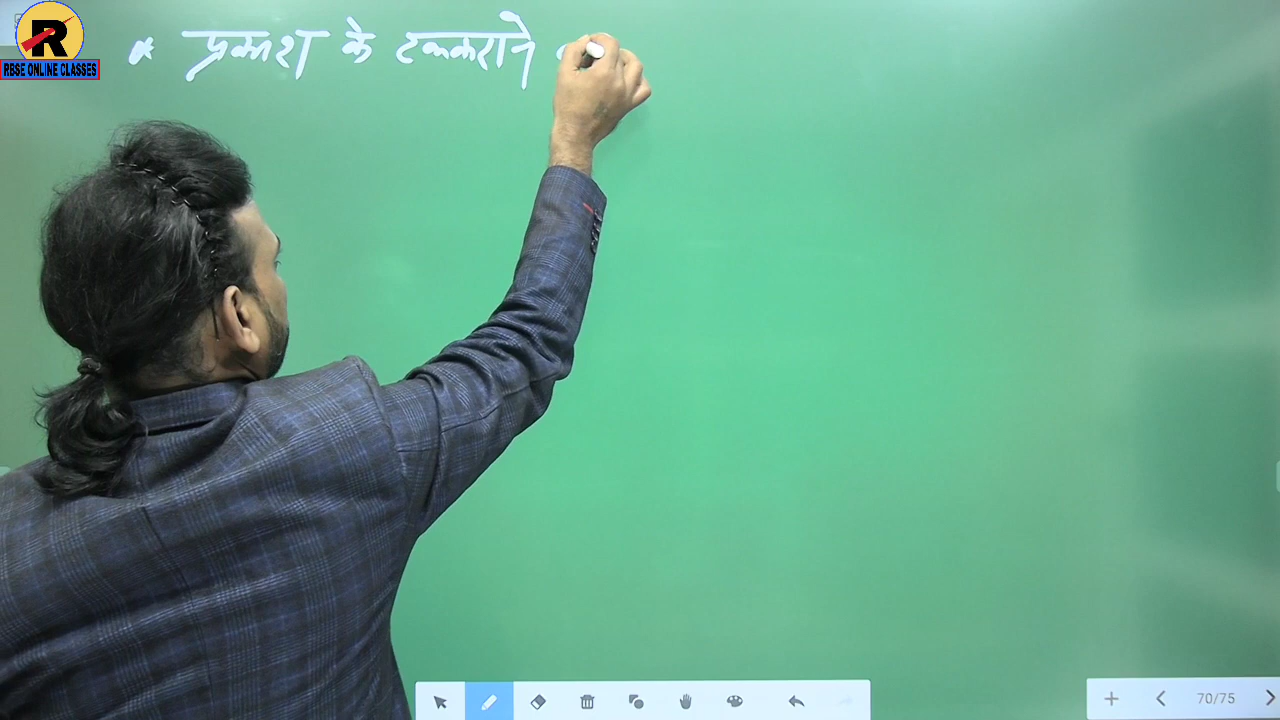 R
RBSE ONLINE CLASSES
* प्रकाश के टकराने
70/75